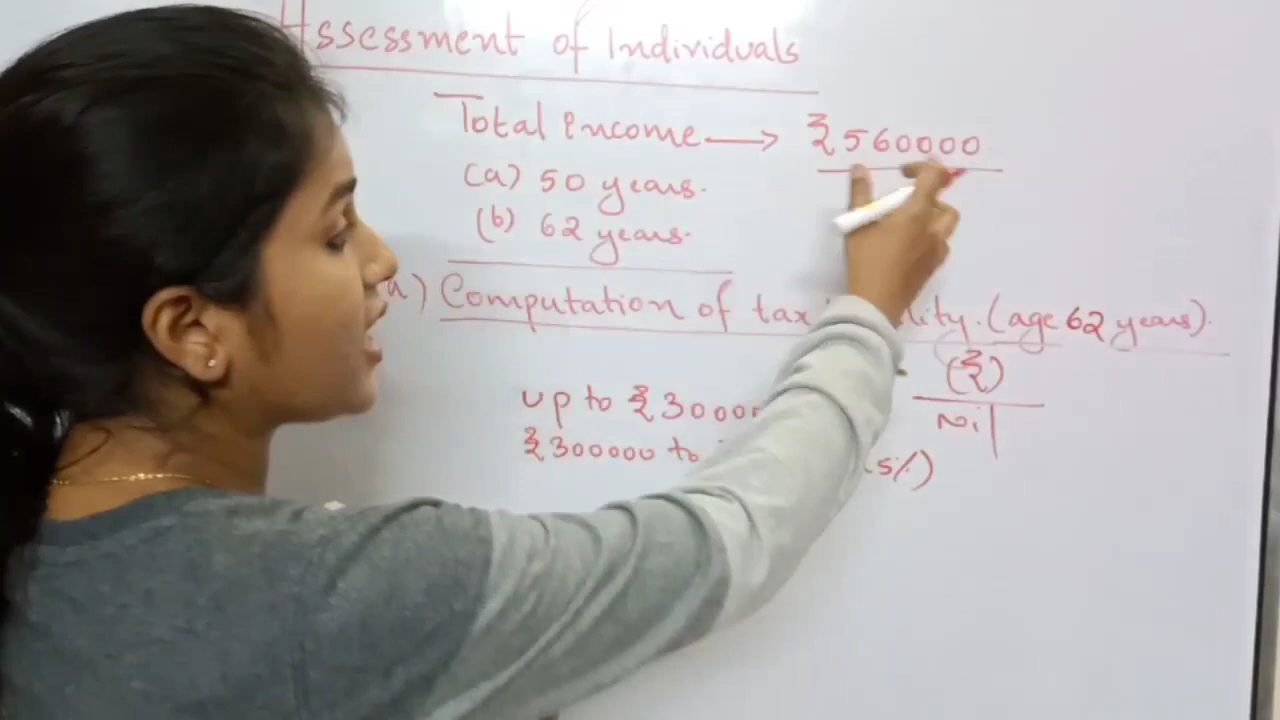 Assessment of Individuals
Total Income → ₹560000
(a) 50 years.
(b) 62 years.
a) Computation of tax (age 62 years).
(₹)
up to ₹30000 Nil
₹300000 to 5%)